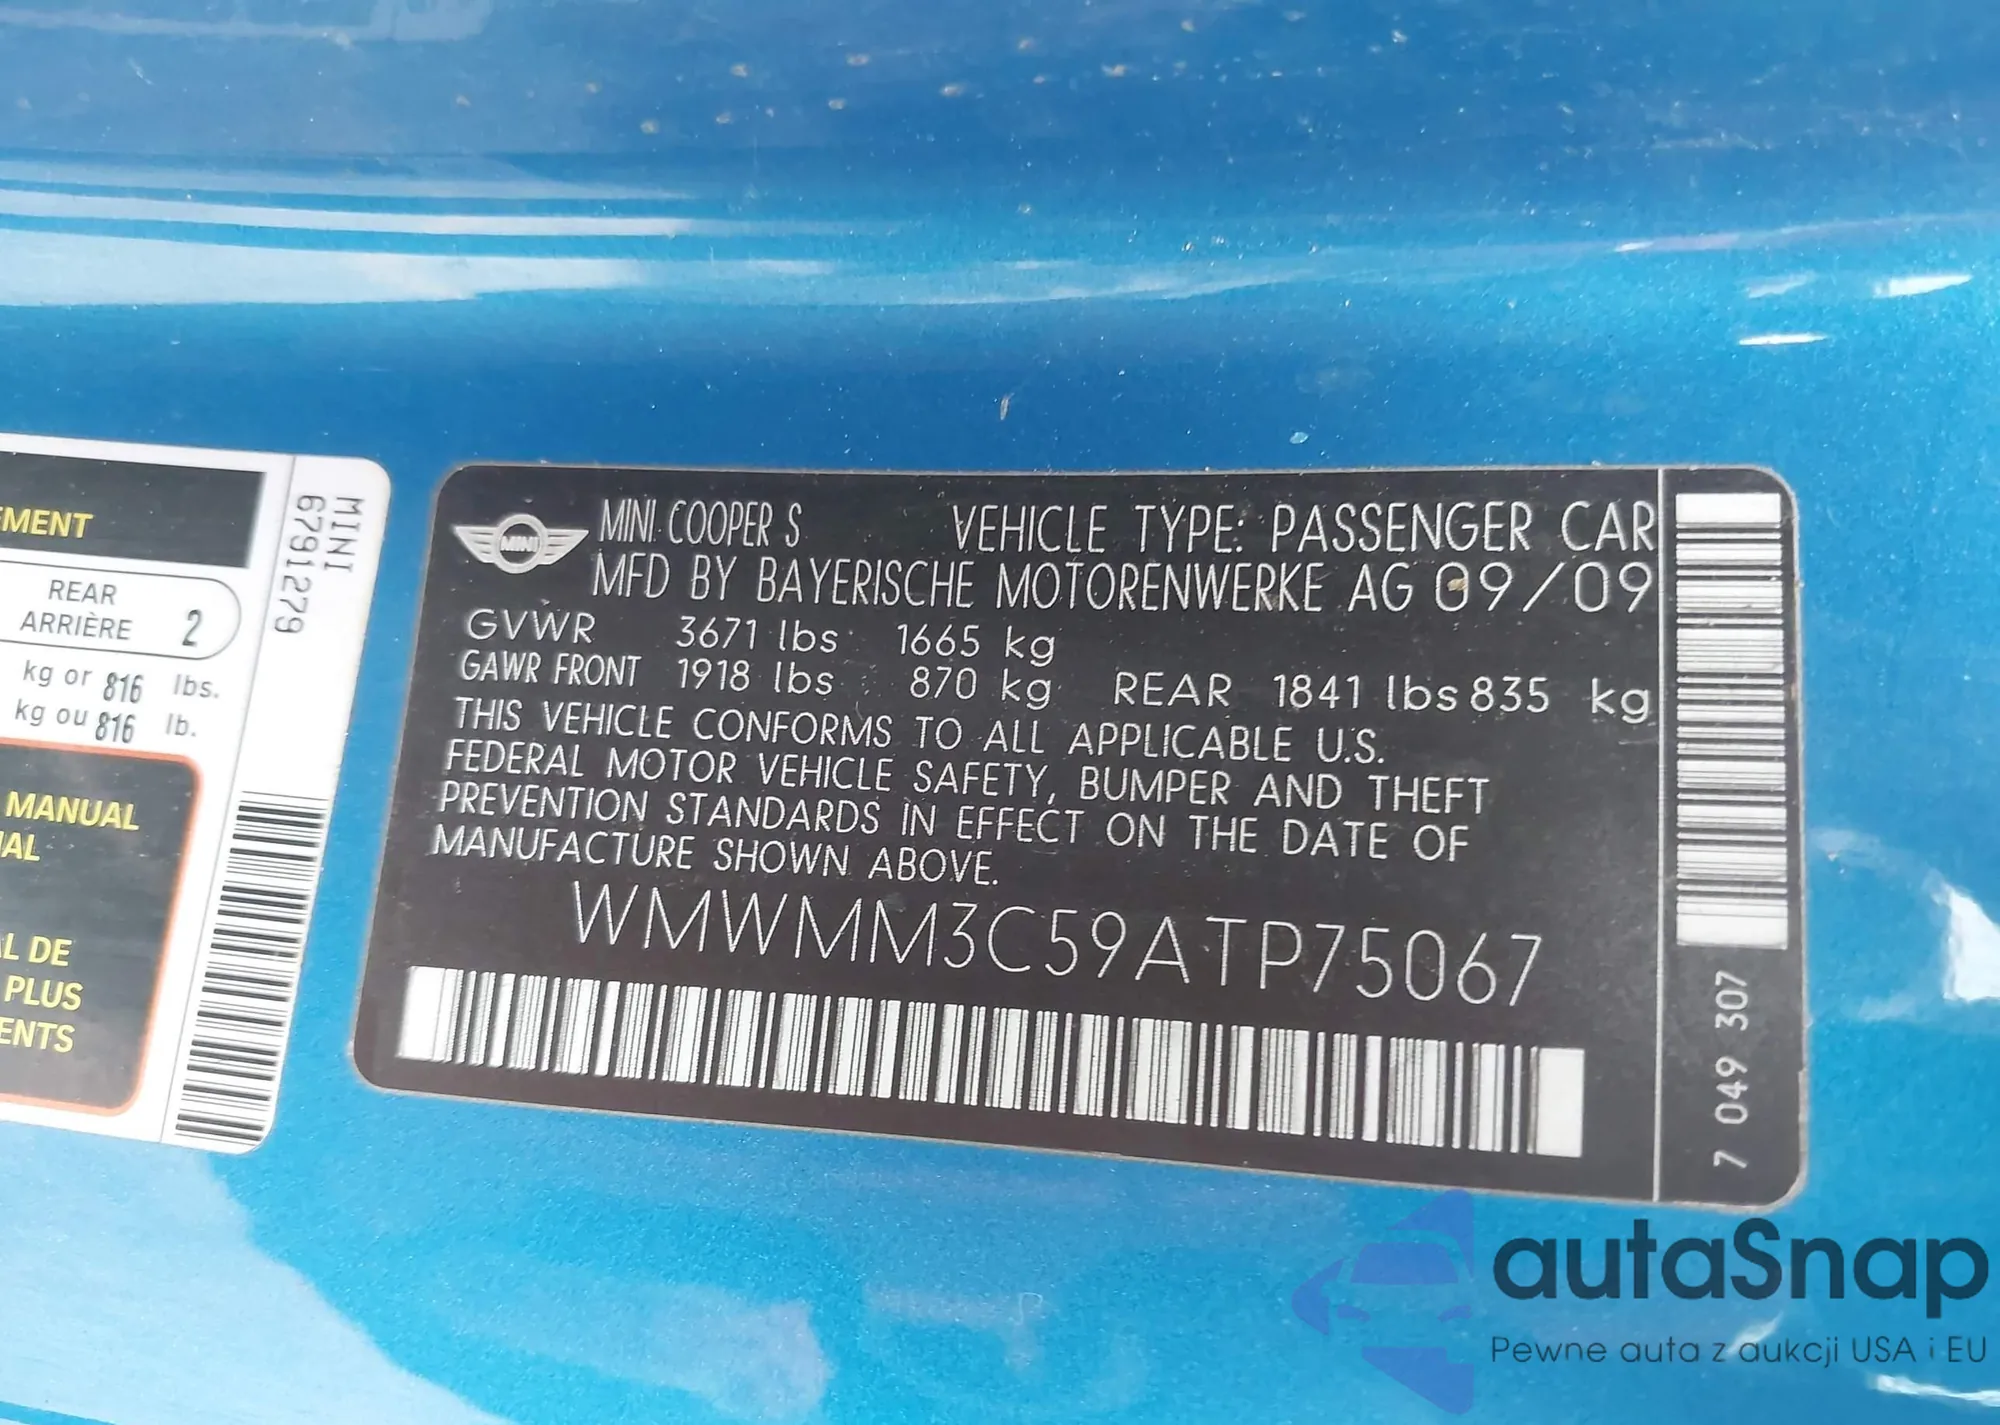 EMENT
REAR
ARRIÈRE 2
kg or 816 lbs.
kg ou 816 lb.
MANUAL
AL
L DE
PLUS
ENTS
MINI
6791279
MINI
MINI COOPER S VEHICLE TYPE: PASSENGER CAR
MFD BY BAYERISCHE MOTORENWERKE AG 09/09
GVWR 3671 lbs 1665 kg
GAWR FRONT 1918 lbs 870 kg REAR 1841 lbs 835 kg
THIS VEHICLE CONFORMS TO ALL APPLICABLE U.S.
FEDERAL MOTOR VEHICLE SAFETY, BUMPER AND THEFT
PREVENTION STANDARDS IN EFFECT ON THE DATE OF
MANUFACTURE SHOWN ABOVE.
WMWMM3C59ATP75067
7 049 307
autaSnap
Pewne auta z aukcji USA i EU